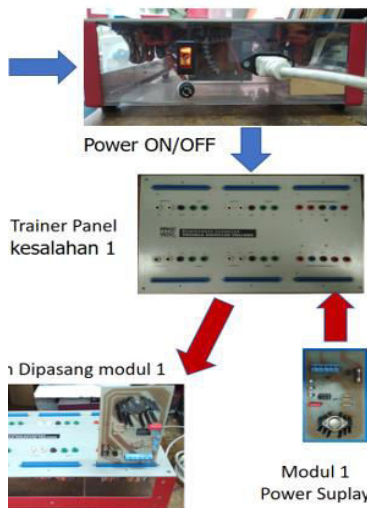 Power ON/OFF
Trainer Panel
kesalahan 1
n Dipasang modul 1
Modul 1
Power Suplay